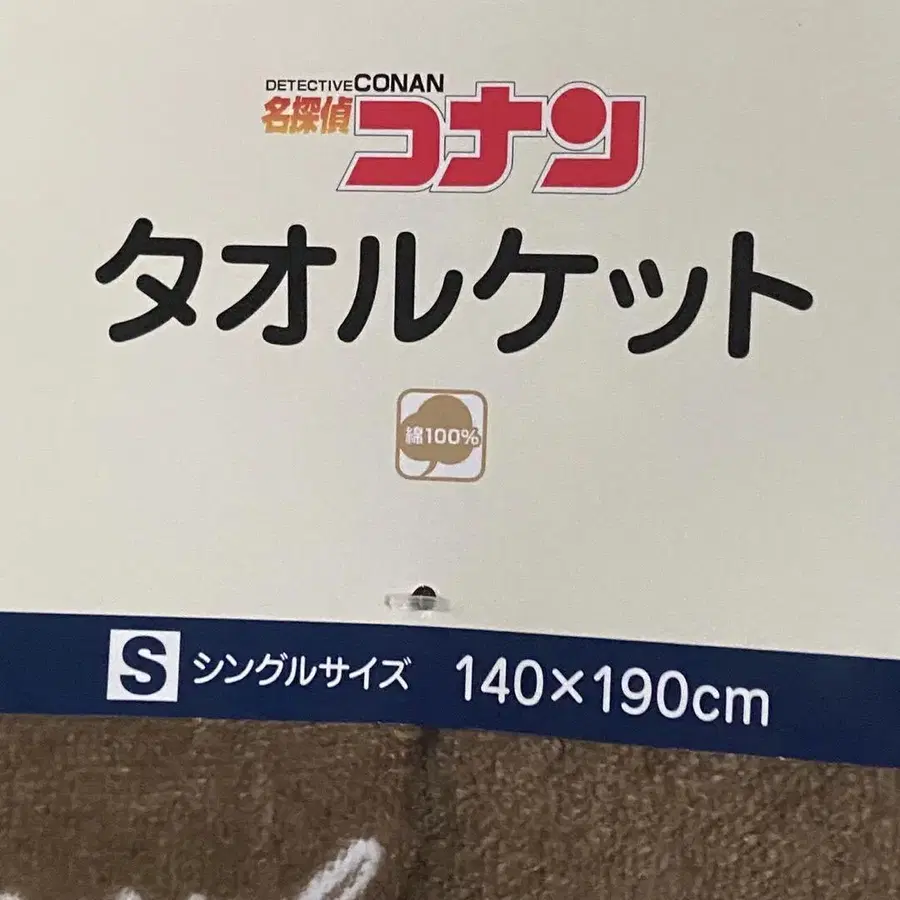 DETECTIVE CONAN
名探偵コナン
タオルケット
綿100%
S シングルサイズ 140×190cm